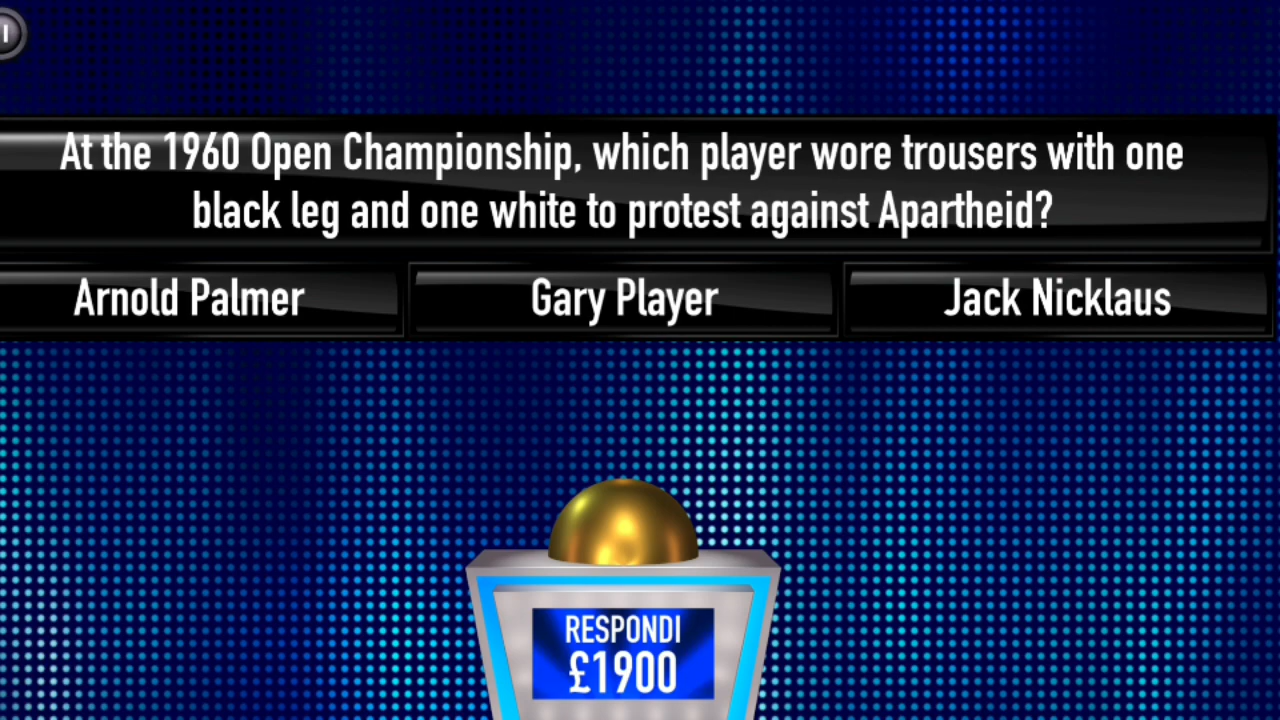 At the 1960 Open Championship, which player wore trousers with one
black leg and one white to protest against Apartheid?
Arnold Palmer
Gary Player
Jack Nicklaus
RESPONDI
£1900